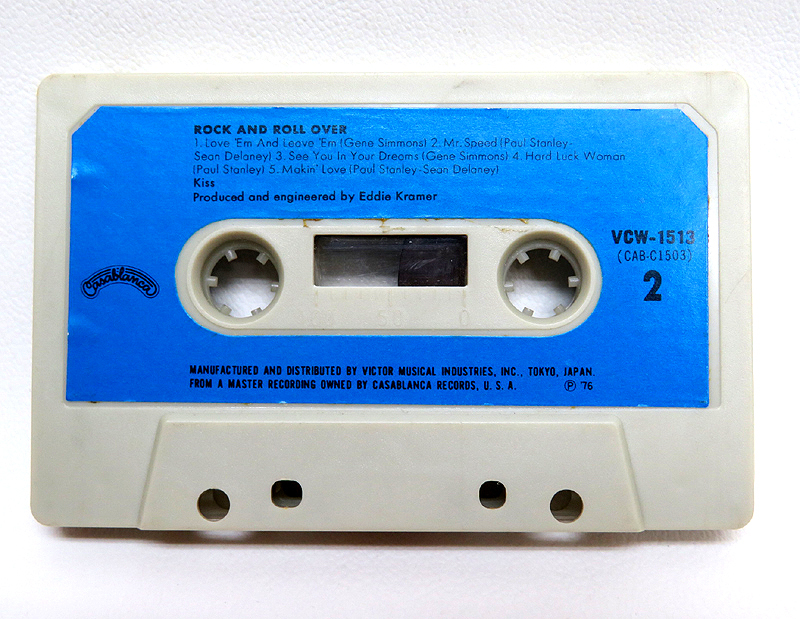 ROCK AND ROLL OVER
1. Love 'Em And Leave 'Em (Gene Simmons) 2. Mr. Speed (Paul Stanley-
Sean Delaney) 3. See You In Your Dreams (Gene Simmons) 4. Hard Luck Woman
(Paul Stanley) 5. Makin' Love (Paul Stanley-Sean Delaney)
Kiss
Produced and engineered by Eddie Kramer
VCW-1513
(CAB-C1503)
2
Casablanca
50 0
MANUFACTURED AND DISTRIBUTED BY VICTOR MUSICAL INDUSTRIES, INC., TOKYO, JAPAN.
FROM A MASTER RECORDING OWNED BY CASABLANCA RECORDS, U. S. A. Ⓟ '76